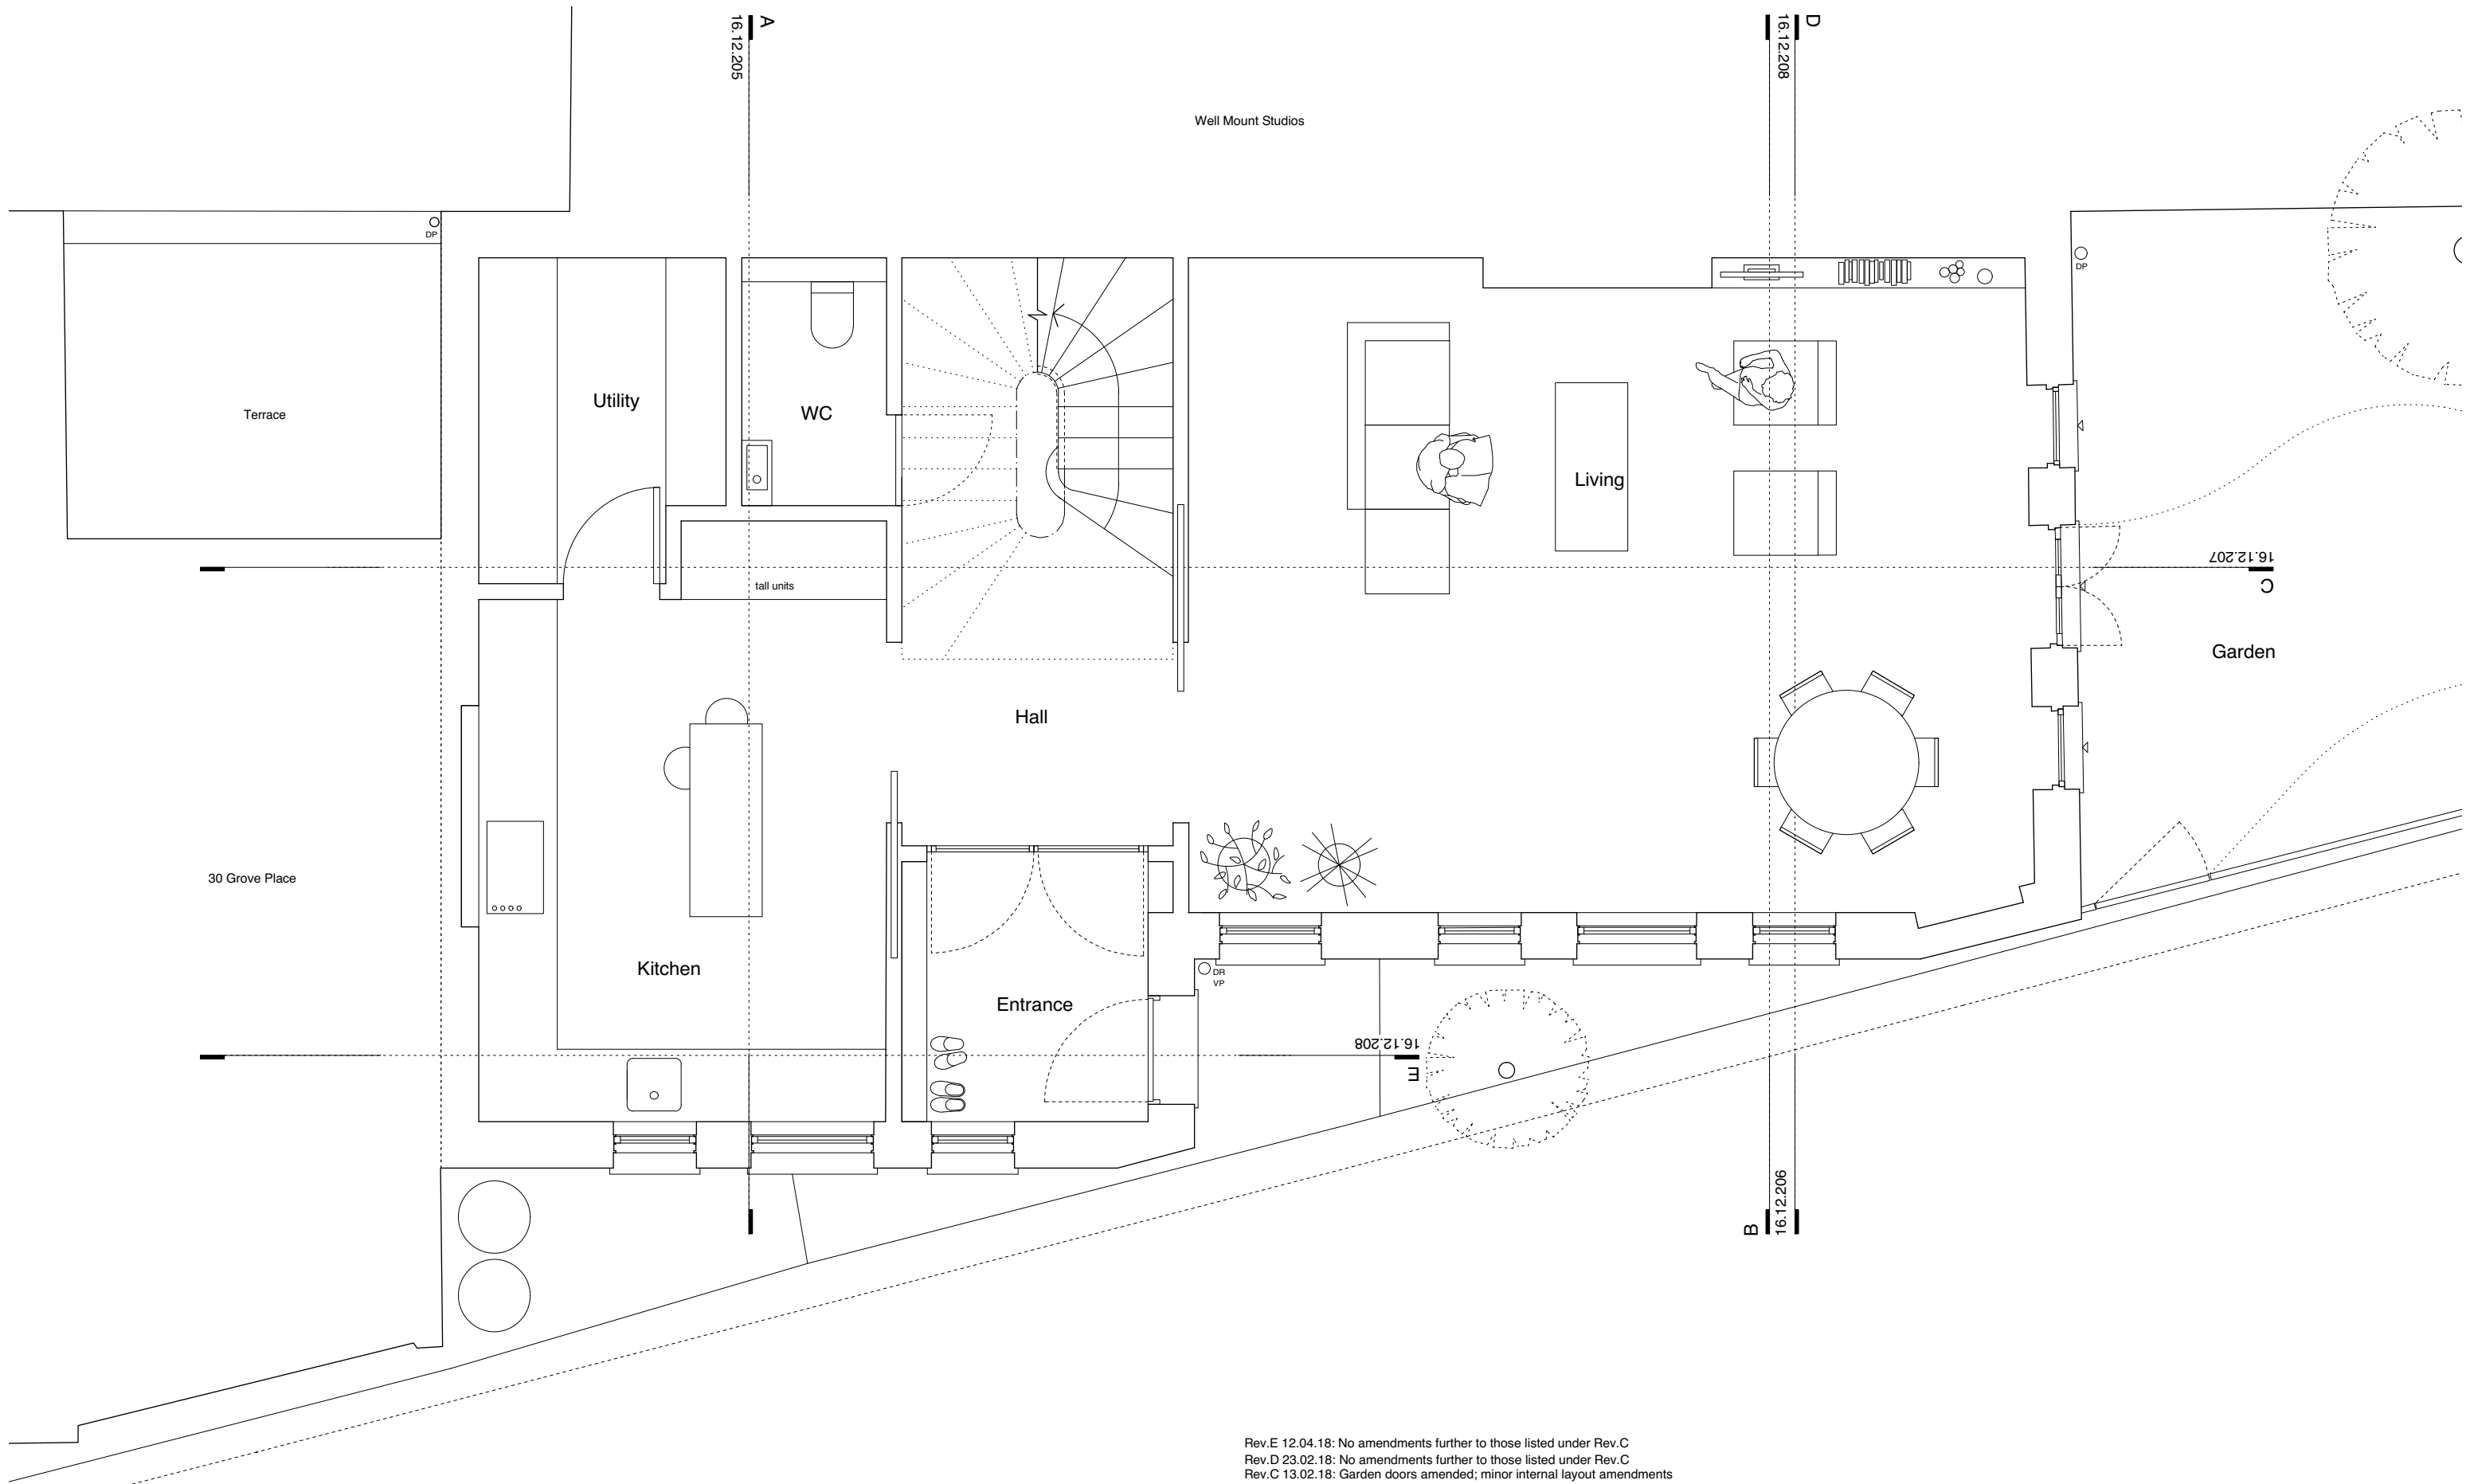 A
16.12.205
16.12.208
D
Well Mount Studios
DP
DP
Terrace
Utility
WC
Living
tall units
16.12.207
C
Garden
Hall
30 Grove Place
Kitchen
Entrance
DR
VP
16.12.208
E
B
16.12.206
Rev.E 12.04.18: No amendments further to those listed under Rev.C
Rev.D 23.02.18: No amendments further to those listed under Rev.C
Rev.C 13.02.18: Garden doors amended; minor internal layout amendments